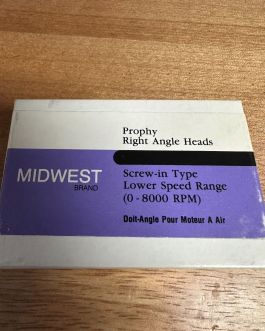 Prophy
Right Angle Heads
MIDWEST
BRAND
Screw-in Type
Lower Speed Range
(0 - 8000 RPM)
Doit-Angle Pour Moteur A Air